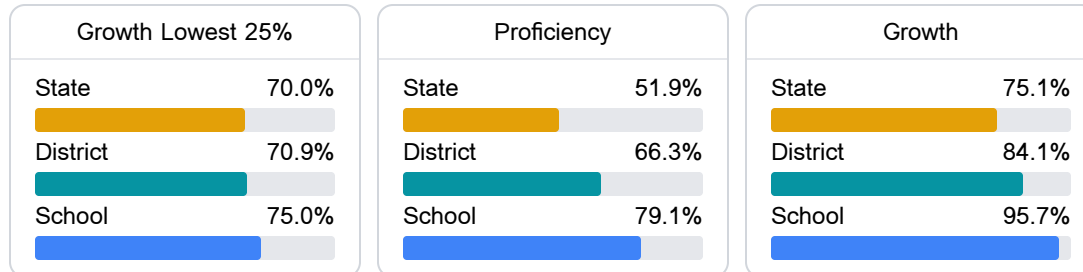 Growth Lowest 25%
State 70.0%
District 70.9%
School 75.0%
Proficiency
State 51.9%
District 66.3%
School 79.1%
Growth
State 75.1%
District 84.1%
School 95.7%